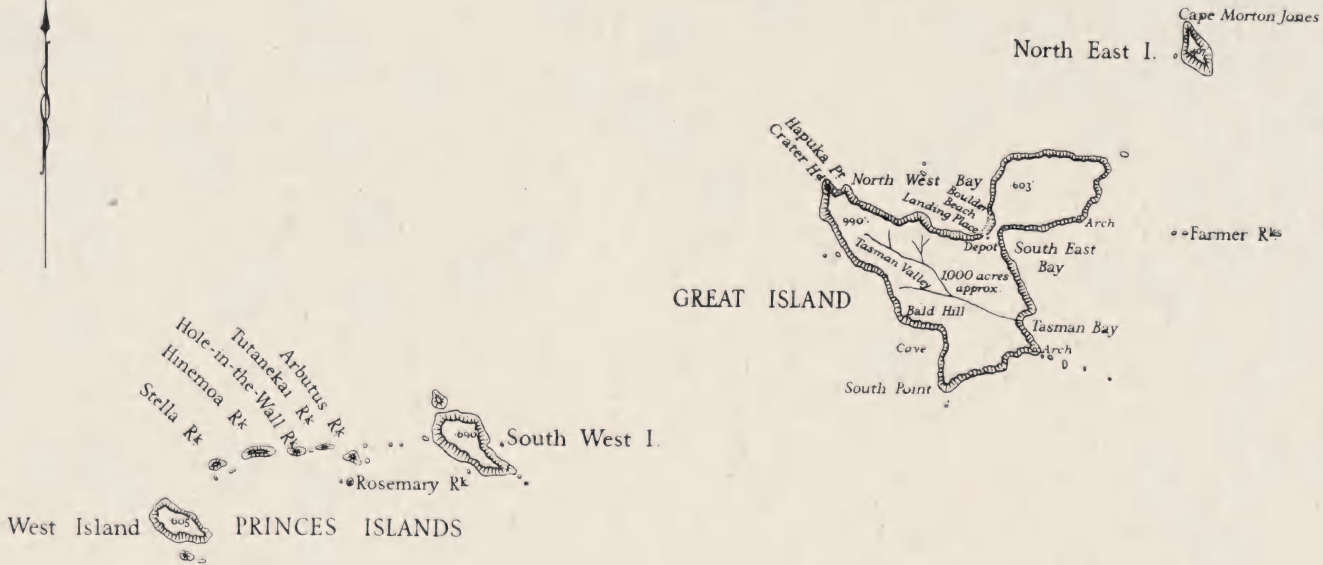 Cape Morton Jones
North East I.
Hapuka Pt
Crater Hd
North West Bay
Boulder
Beach
Landing Place
603'
990'.
Arch
Depot
South East
Bay
Farmer Rks
Tasman Valley
1,000 acres
approx.
GREAT ISLAND
Bald Hill
Tasman Bay
Arch
Cove
South Point
Arbutus Rk
Tutanekai Rk
Hole-in-the-Wall Rk
Hinemoa Rk
Stella Rk
690
South West I.
Rosemary Rk
West Island
605
PRINCES ISLANDS